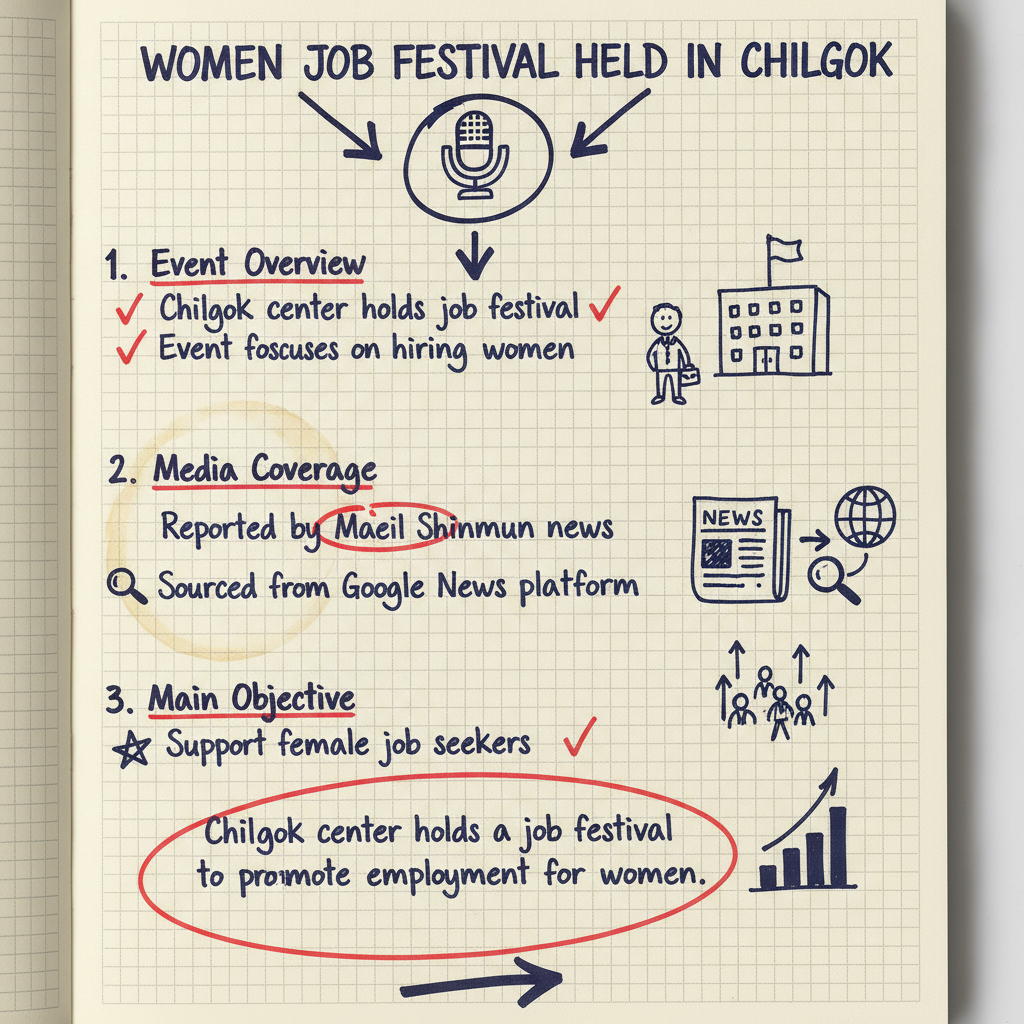 WOMEN JOB FESTIVAL HELD IN CHILGOK
1. Event Overview
Chilgok center holds job festival
Event foscuses on hiring women
2. Media Coverage
Reported by Maeil Shinmun news
Sourced from Google News platform
NEWS
3. Main Objective
Support female job seekers
Chilgok center holds a job festival
to promote employment for women.